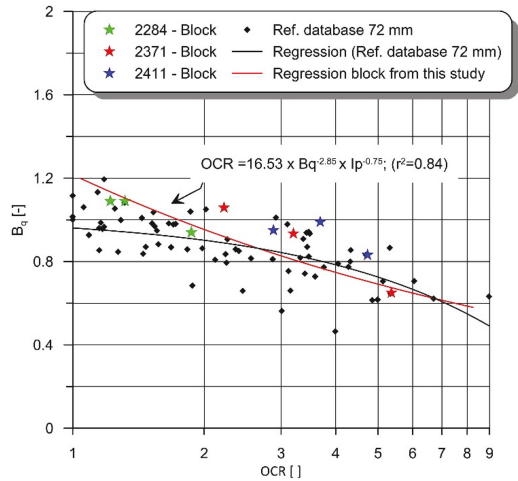 2284 - Block
Ref. database 72 mm
2371 - Block
Regression (Ref. database 72 mm)
2411 - Block
Regression block from this study
OCR =16.53 x Bq-2.85 x Ip-0.75; (r2=0.84)
Bq [-]
2
1.6
1.2
0.8
0.4
0
1 2 3 4 5 6 7 8 9
OCR [ ]